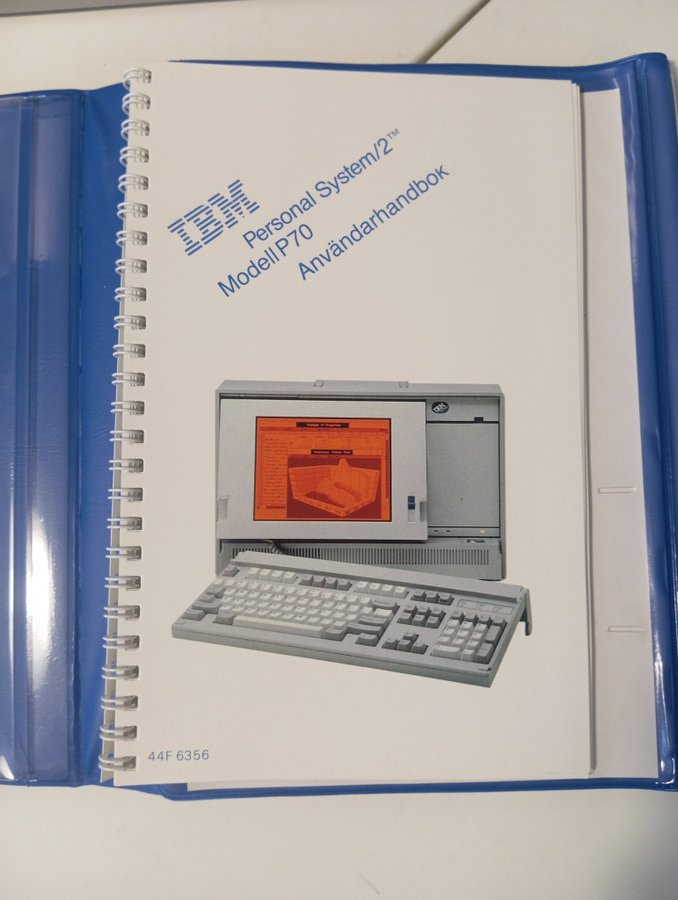 IBM
Personal System/2™
Modell P70
Användarhandbok
44F 6356